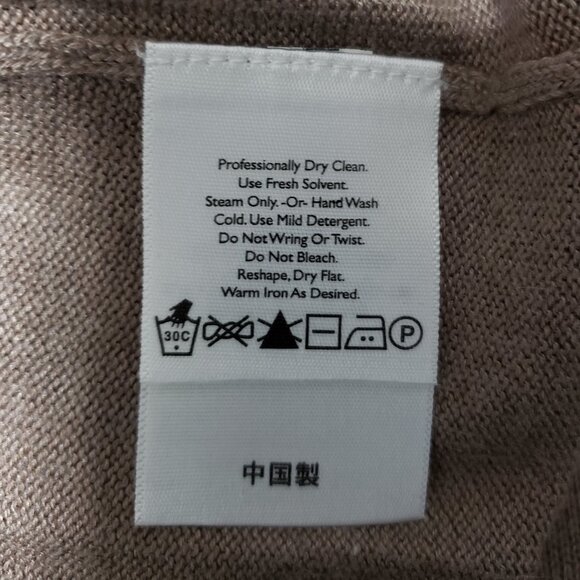 Professionally Dry Clean.
Use Fresh Solvent.
Steam Only. -Or- Hand Wash
Cold. Use Mild Detergent.
Do Not Wring Or Twist.
Do Not Bleach.
Reshape, Dry Flat.
Warm Iron As Desired.
30C P
中国製